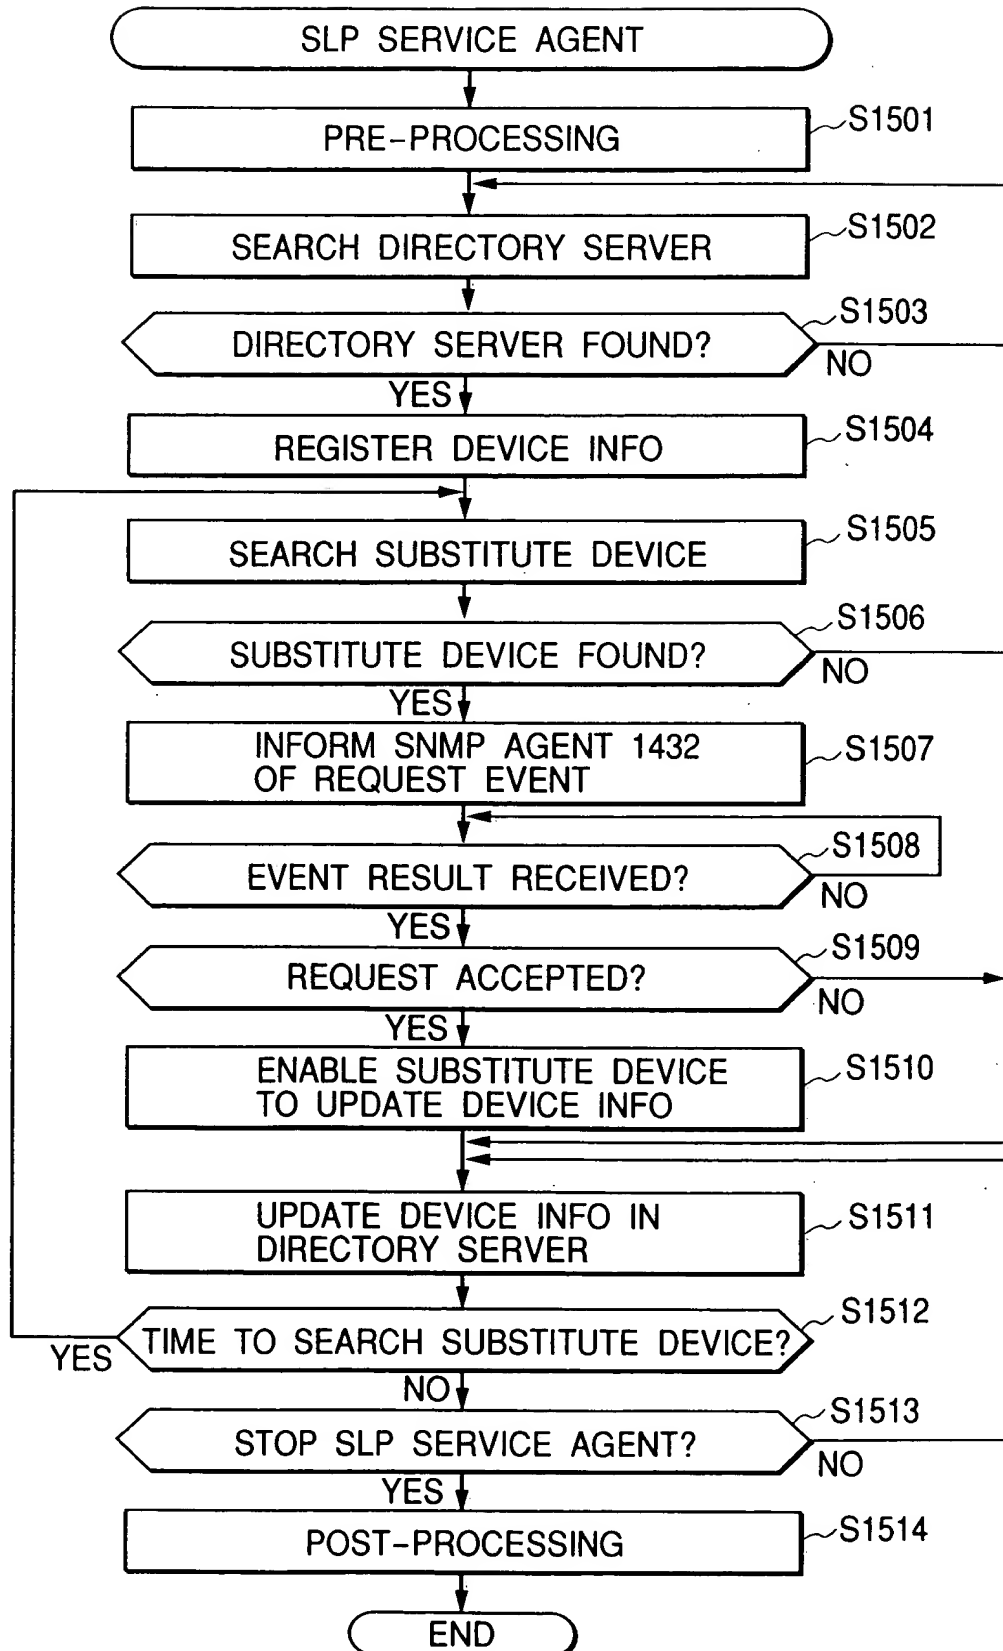 SLP SERVICE AGENT
PRE-PROCESSING
S1501
SEARCH DIRECTORY SERVER
S1502
DIRECTORY SERVER FOUND?
S1503
NO
YES
REGISTER DEVICE INFO
S1504
SEARCH SUBSTITUTE DEVICE
S1505
SUBSTITUTE DEVICE FOUND?
S1506
NO
YES
INFORM SNMP AGENT 1432
OF REQUEST EVENT
S1507
EVENT RESULT RECEIVED?
S1508
NO
YES
REQUEST ACCEPTED?
S1509
NO
YES
ENABLE SUBSTITUTE DEVICE
TO UPDATE DEVICE INFO
S1510
UPDATE DEVICE INFO IN
DIRECTORY SERVER
S1511
TIME TO SEARCH SUBSTITUTE DEVICE?
S1512
YES
NO
STOP SLP SERVICE AGENT?
S1513
NO
YES
POST-PROCESSING
S1514
END